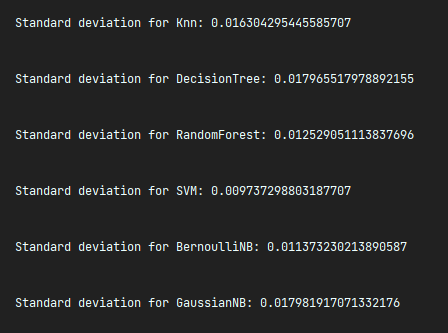 Standard deviation for Knn: 0.016304295445585707
Standard deviation for DecisionTree: 0.017965517978892155
Standard deviation for RandomForest: 0.012529051113837696
Standard deviation for SVM: 0.009737298803187707
Standard deviation for BernoulliNB: 0.011373230213890587
Standard deviation for GaussianNB: 0.017981917071332176